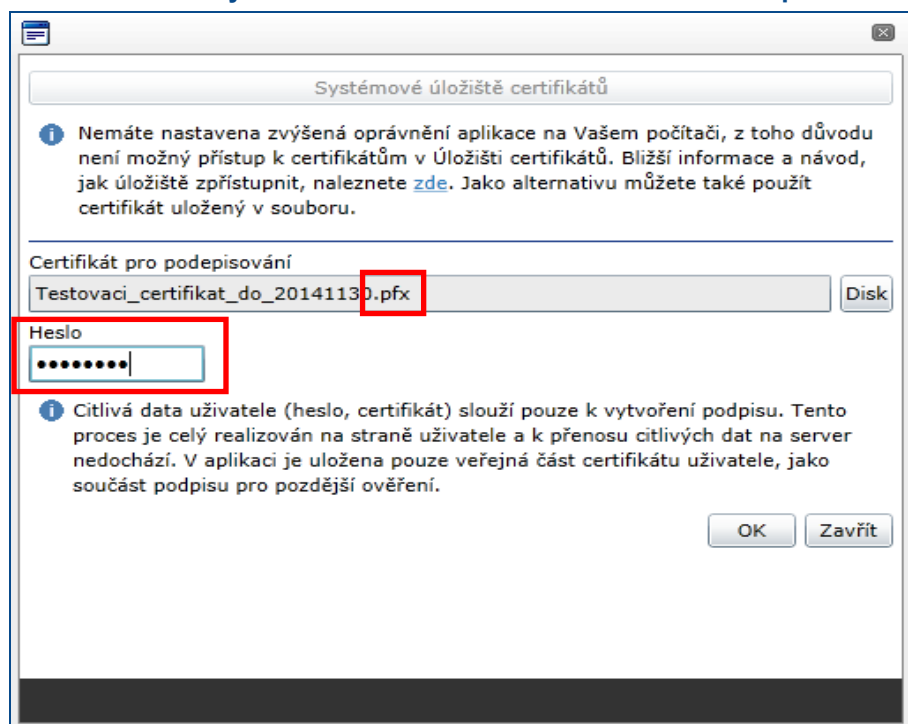 Systémové úložiště certifikátů
Nemáte nastavena zvýšená oprávnění aplikace na Vašem počítači, z toho důvodu
není možný přístup k certifikátům v Úložišti certifikátů. Bližší informace a návod,
jak úložiště zpřístupnit, naleznete zde. Jako alternativu můžete také použít
certifikát uložený v souboru.
Certifikát pro podepisování
Testovaci_certifikat_do_20141130.pfx Disk
Heslo
••••••••
Citlivá data uživatele (heslo, certifikát) slouží pouze k vytvoření podpisu. Tento
proces je celý realizován na straně uživatele a k přenosu citlivých dat na server
nedochází. V aplikaci je uložena pouze veřejná část certifikátu uživatele, jako
součást podpisu pro pozdější ověření.
OK Zavřít